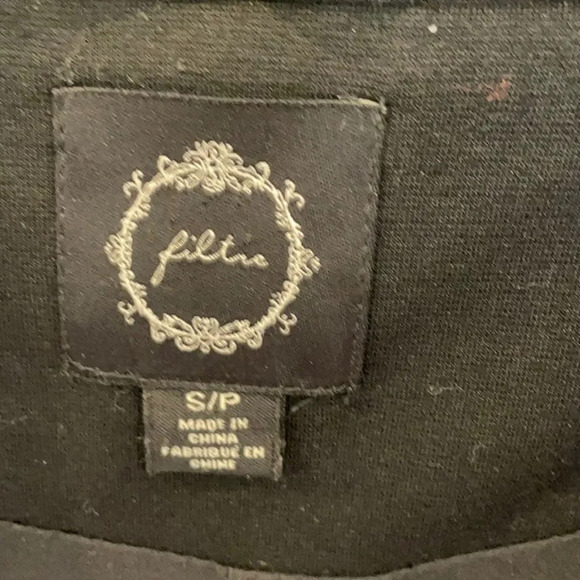 filtre
S/P
MADE IN
CHINA
FABRIQUÉ EN
CHINE